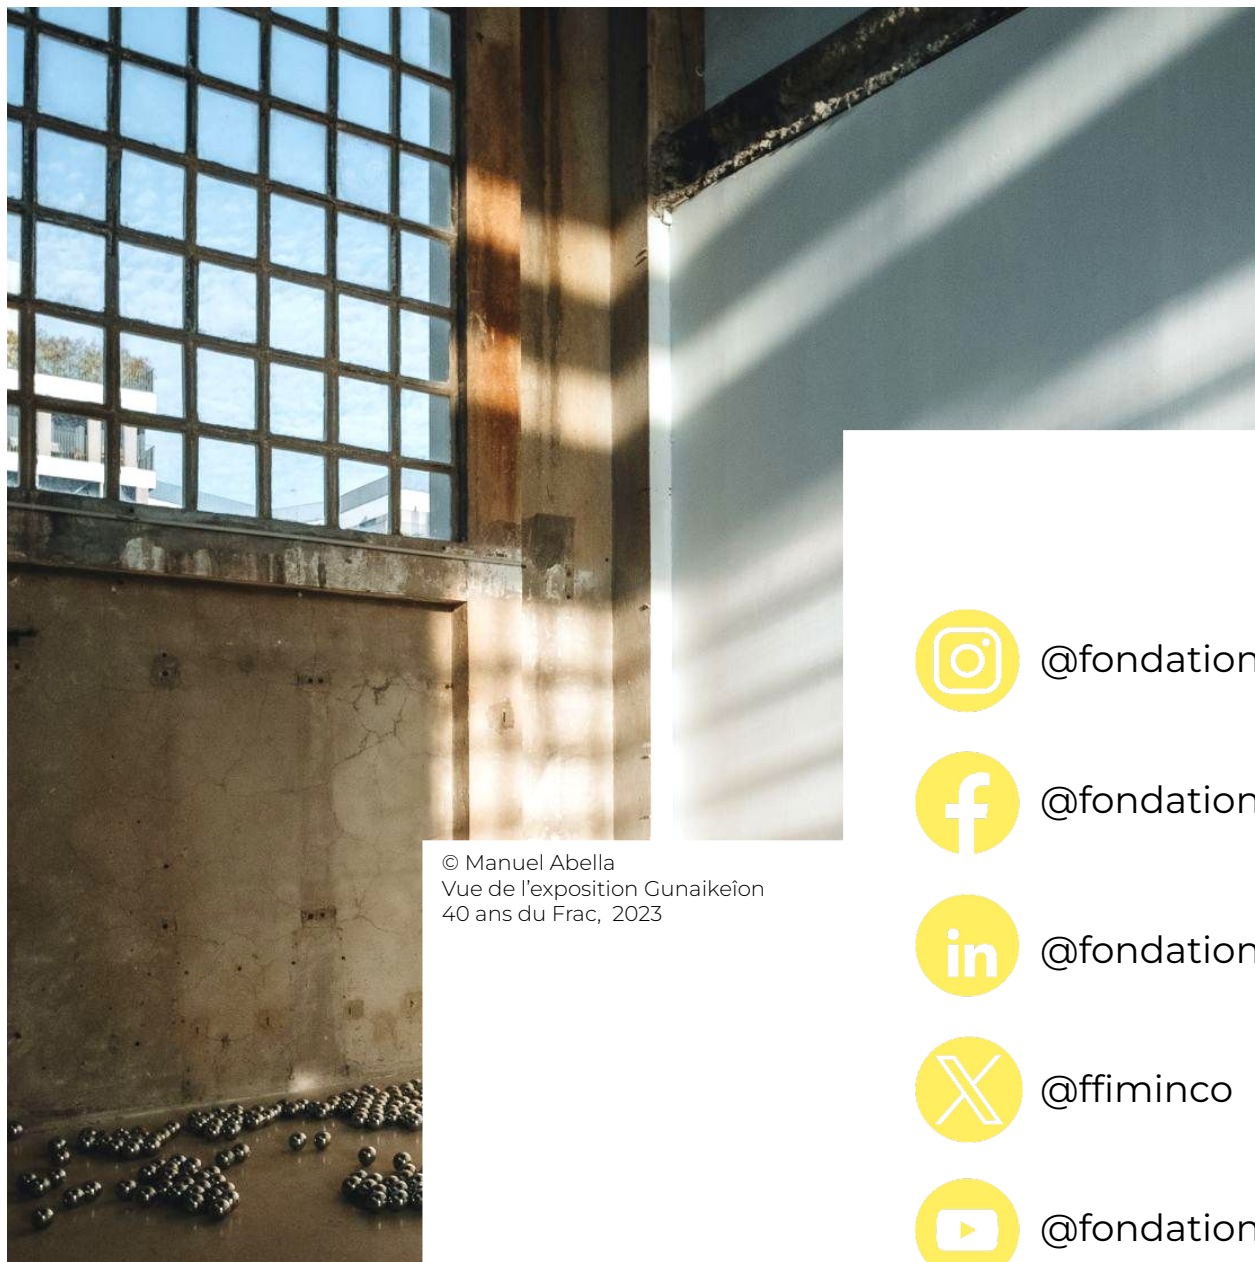 @fondation
@fondation
© Manuel Abella
Vue de l’exposition Gunaikeîon
40 ans du Frac, 2023
@fondation
@ffiminco
@fondation